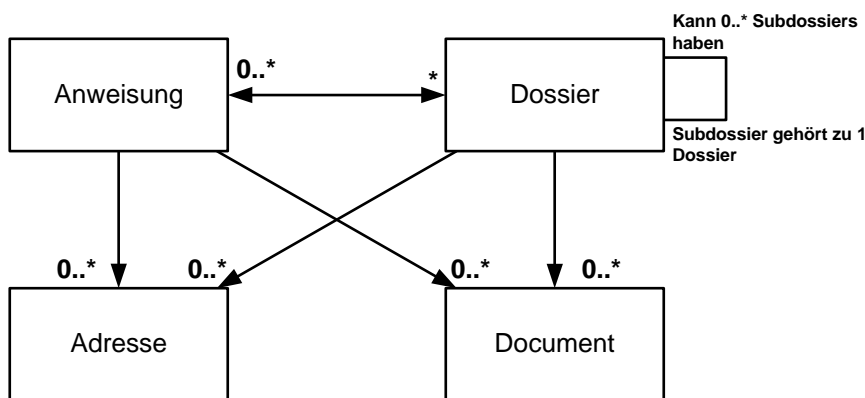 Kann 0..* Subdossiers
haben
0..*
*
Anweisung
Dossier
Subdossier gehört zu 1
Dossier
0..*
0..*
0..*
0..*
Adresse
Document